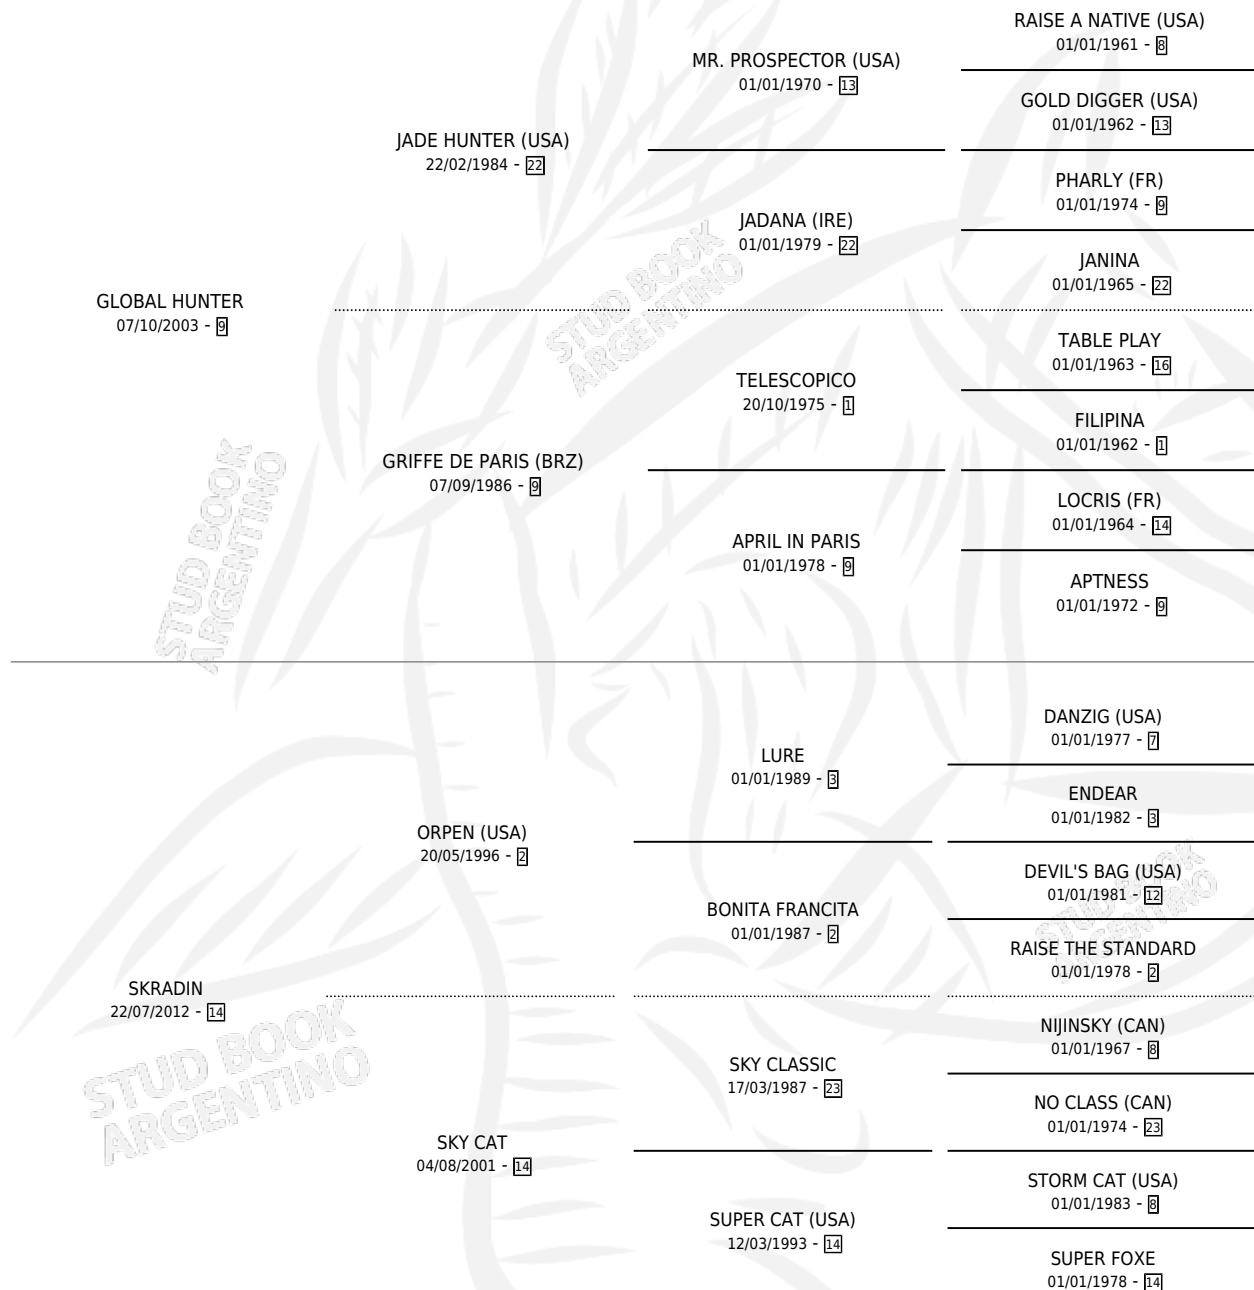 RAISE A NATIVE (USA)
01/01/1961 - 8
MR. PROSPECTOR (USA)
01/01/1970 - 13
GOLD DIGGER (USA)
01/01/1962 - 13
JADE HUNTER (USA)
22/02/1984 - 22
PHARLY (FR)
01/01/1974 - 9
JADANA (IRE)
01/01/1979 - 22
JANINA
01/01/1965 - 22
GLOBAL HUNTER
07/10/2003 - 9
TABLE PLAY
01/01/1963 - 16
TELESCOPICO
20/10/1975 - 1
FILIPINA
01/01/1962 - 1
GRIFFE DE PARIS (BRZ)
07/09/1986 - 9
LOCRIS (FR)
01/01/1964 - 14
APRIL IN PARIS
01/01/1978 - 9
APTNESS
01/01/1972 - 9
STUD BOOK
ARGENTINO
STUD BOOK
ARGENTINO
DANZIG (USA)
01/01/1977 - 7
LURE
01/01/1989 - 3
ENDEAR
01/01/1982 - 3
ORPEN (USA)
20/05/1996 - 2
DEVIL'S BAG (USA)
01/01/1981 - 12
BONITA FRANCITA
01/01/1987 - 2
RAISE THE STANDARD
01/01/1978 - 2
SKRADIN
22/07/2012 - 14
NIJINSKY (CAN)
01/01/1967 - 8
SKY CLASSIC
17/03/1987 - 23
NO CLASS (CAN)
01/01/1974 - 23
SKY CAT
04/08/2001 - 14
STORM CAT (USA)
01/01/1983 - 8
SUPER CAT (USA)
12/03/1993 - 14
SUPER FOXE
01/01/1978 - 14
STUD BOOK
ARGENTINO
STUD BOOK
ARGENTINO